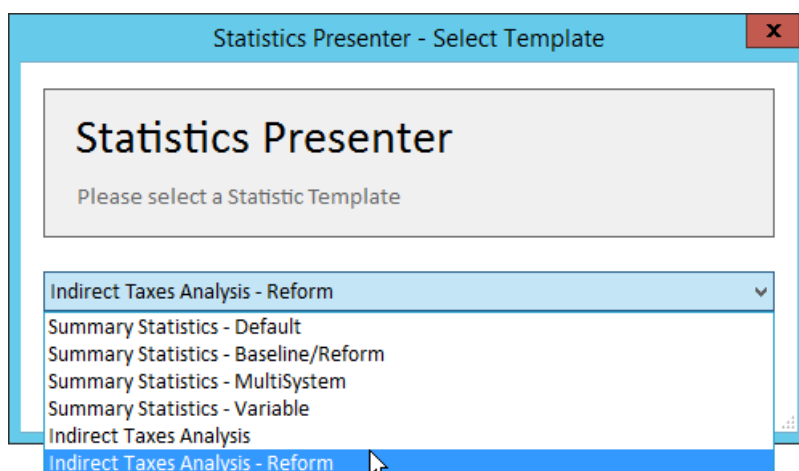 Statistics Presenter - Select Template
x
Statistics Presenter
Please select a Statistic Template
Indirect Taxes Analysis - Reform
Summary Statistics - Default
Summary Statistics - Baseline/Reform
Summary Statistics - MultiSystem
Summary Statistics - Variable
Indirect Taxes Analysis
Indirect Taxes Analysis - Reform